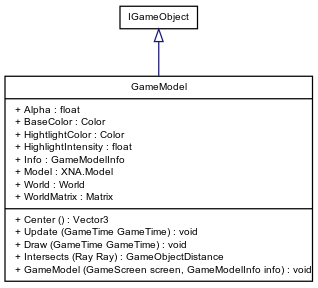 IGameObject
GameModel
+ Alpha : float
+ BaseColor : Color
+ HightlightColor : Color
+ HighlightIntensity : float
+ Info : GameModelInfo
+ Model : XNA.Model
+ World : World
+ WorldMatrix : Matrix
+ Center () : Vector3
+ Update (GameTime GameTime) : void
+ Draw (GameTime GameTime) : void
+ Intersects (Ray Ray) : GameObjectDistance
+ GameModel (GameScreen screen, GameModelInfo info) : void